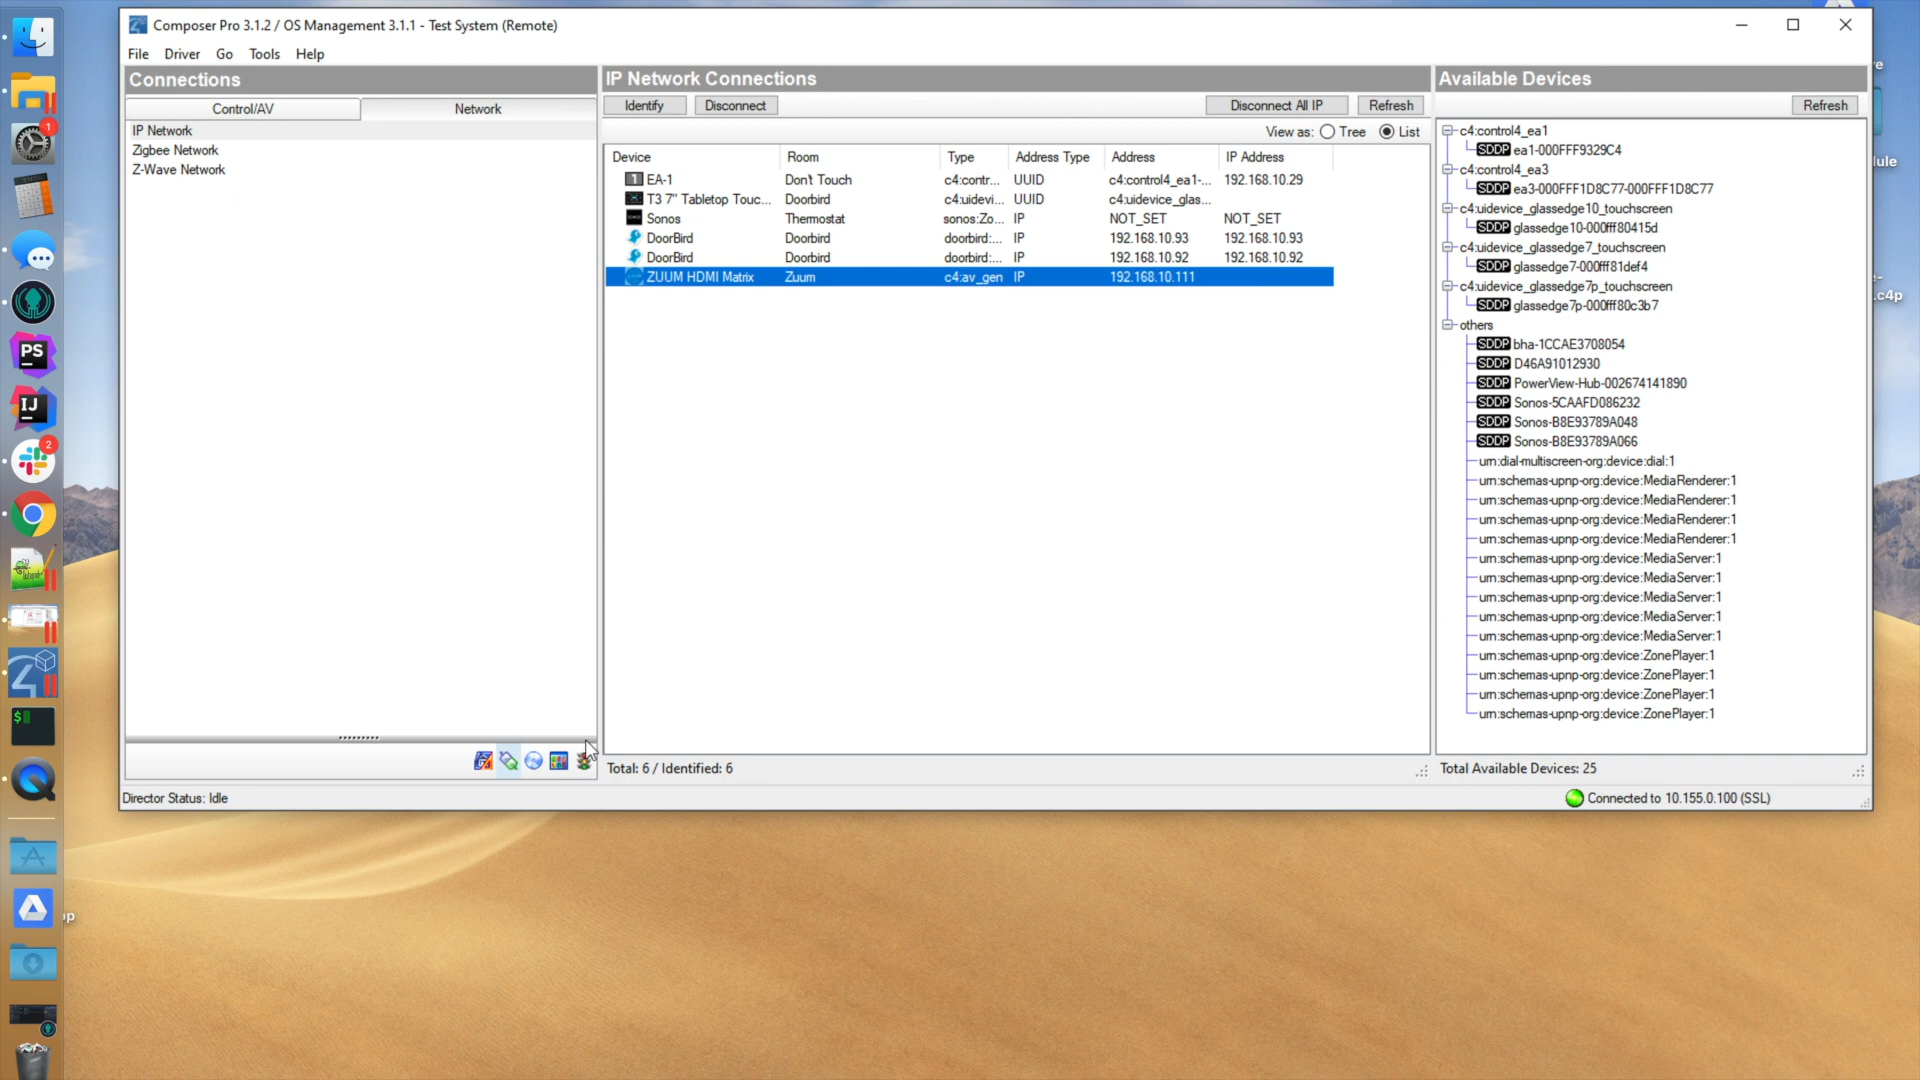 Composer Pro 3.1.2 / OS Management 3.1.1 - Test System (Remote)
File Driver Go Tools Help
Connections
Control/AV Network
IP Network
Zigbee Network
Z-Wave Network
IP Network Connections
Identify Disconnect Disconnect All IP Refresh
View as: Tree List
Device Room Type Address Type Address IP Address
1 EA-1 Don't Touch c4:contr... UUID c4:control4_ea1-... 192.168.10.29
T3 7" Tabletop Touc... Doorbird c4:uidevi... UUID c4:uidevice_glas...
Sonos Thermostat sonos:Zo... IP NOT_SET NOT_SET
DoorBird Doorbird doorbird:... IP 192.168.10.93 192.168.10.93
DoorBird Doorbird doorbird:... IP 192.168.10.92 192.168.10.92
ZUUM HDMI Matrix Zuum c4:av_gen IP 192.168.10.111
Total: 6 / Identified: 6
Available Devices
Refresh
c4:control4_ea1
SDDP ea1-000FFF9329C4
c4:control4_ea3
SDDP ea3-000FFF1D8C77-000FFF1D8C77
c4:uidevice_glassedge10_touchscreen
SDDP glassedge10-000fff80415d
c4:uidevice_glassedge7_touchscreen
SDDP glassedge7-000fff81def4
c4:uidevice_glassedge7p_touchscreen
SDDP glassedge7p-000fff80c3b7
others
SDDP bha-1CCAE3708054
SDDP D46A91012930
SDDP PowerView-Hub-002674141890
SDDP Sonos-5CAAFD086232
SDDP Sonos-B8E93789A048
SDDP Sonos-B8E93789A066
urn:dial-multiscreen-org:device:dial:1
urn:schemas-upnp-org:device:MediaRenderer:1
urn:schemas-upnp-org:device:MediaRenderer:1
urn:schemas-upnp-org:device:MediaRenderer:1
urn:schemas-upnp-org:device:MediaRenderer:1
urn:schemas-upnp-org:device:MediaServer:1
urn:schemas-upnp-org:device:MediaServer:1
urn:schemas-upnp-org:device:MediaServer:1
urn:schemas-upnp-org:device:MediaServer:1
urn:schemas-upnp-org:device:MediaServer:1
urn:schemas-upnp-org:device:ZonePlayer:1
urn:schemas-upnp-org:device:ZonePlayer:1
urn:schemas-upnp-org:device:ZonePlayer:1
urn:schemas-upnp-org:device:ZonePlayer:1
Total Available Devices: 25
Director Status: Idle
Connected to 10.155.0.100 (SSL)
1
PS
IJ
2
$
pp
e
lule
e-
.c4p